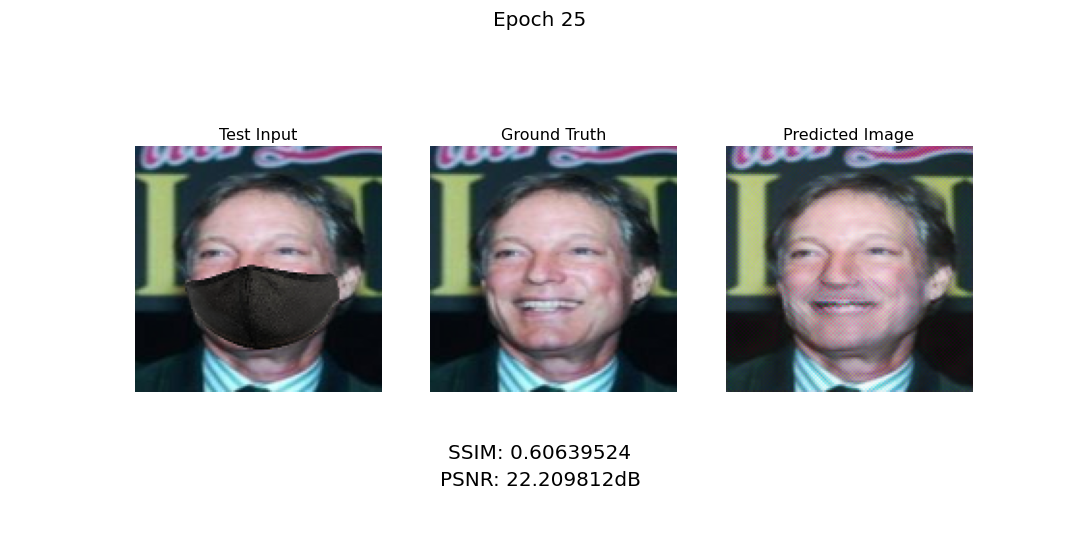 Epoch 25
Test Input
Ground Truth
Predicted Image
SSIM: 0.60639524
PSNR: 22.209812dB